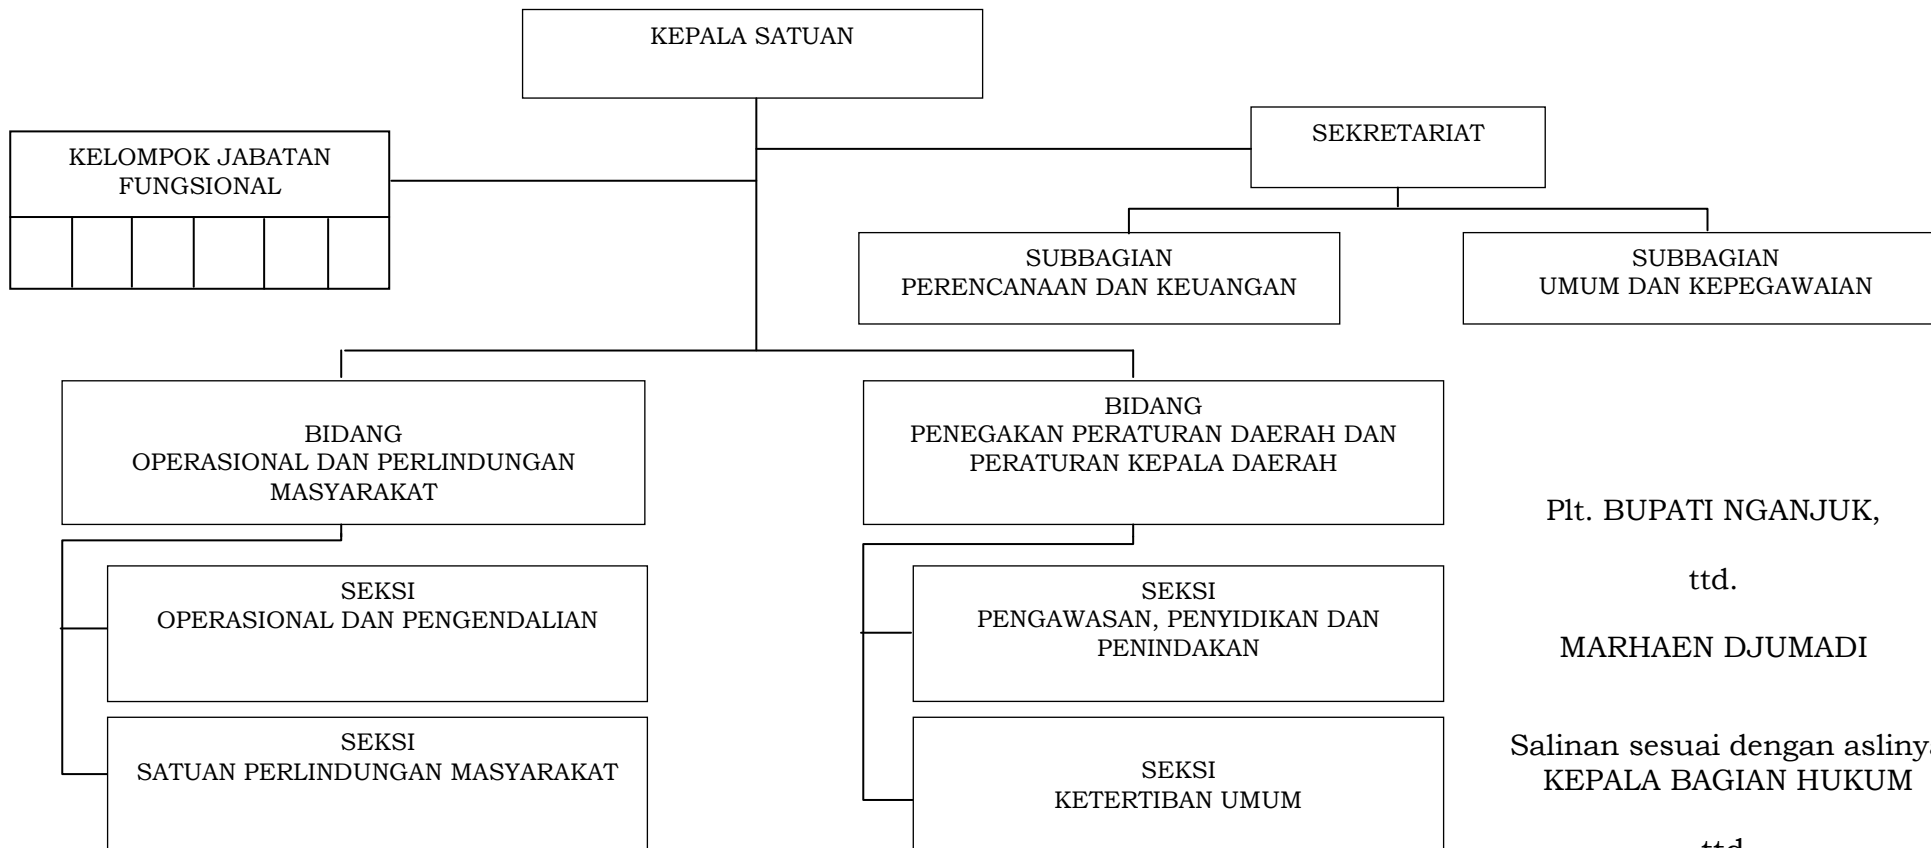 KEPALA SATUAN
SEKRETARIAT
KELOMPOK JABATAN
FUNGSIONAL
SUBBAGIAN
PERENCANAAN DAN KEUANGAN
SUBBAGIAN
UMUM DAN KEPEGAWAIAN
BIDANG
OPERASIONAL DAN PERLINDUNGAN
MASYARAKAT
BIDANG
PENEGAKAN PERATURAN DAERAH DAN
PERATURAN KEPALA DAERAH
SEKSI
OPERASIONAL DAN PENGENDALIAN
SEKSI
SATUAN PERLINDUNGAN MASYARAKAT
SEKSI
PENGAWASAN, PENYIDIKAN DAN
PENINDAKAN
SEKSI
KETERTIBAN UMUM
Plt. BUPATI NGANJUK,
ttd.
MARHAEN DJUMADI
Salinan sesuai dengan aslinya
KEPALA BAGIAN HUKUM
ttd